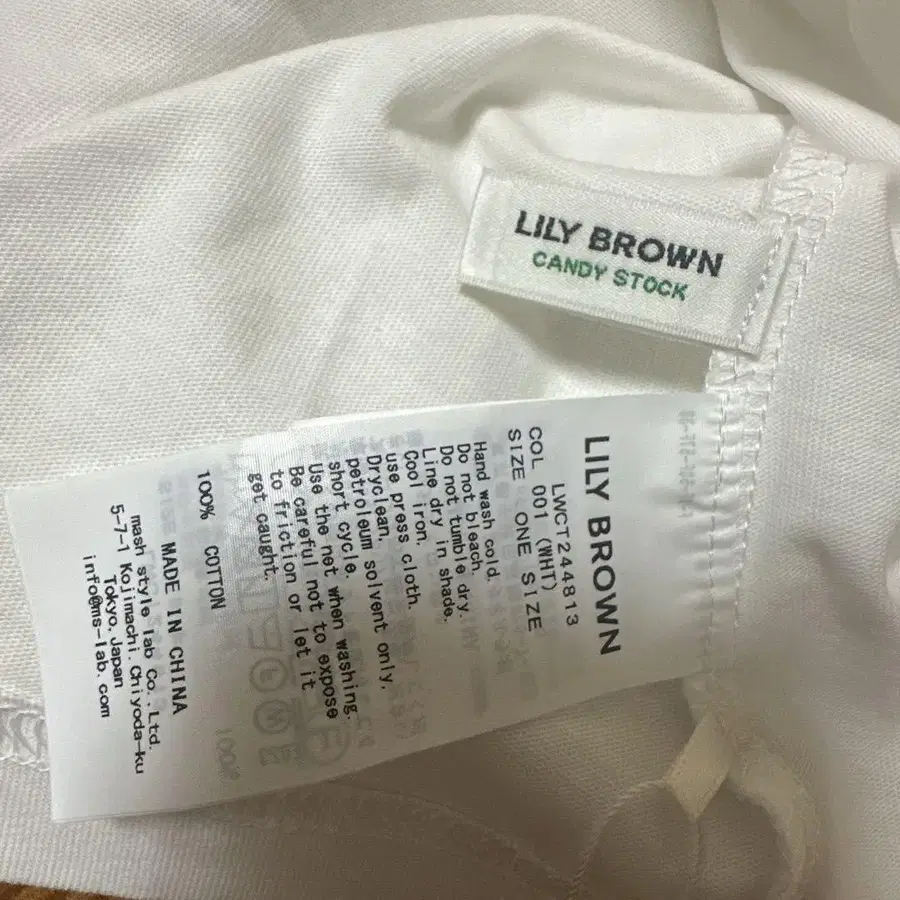 LILY BROWN
CANDY STOCK
LILY BROWN
LWCT244813
COL 001(WHT)
SIZE ONE SIZE
Hand wash cold.
Do not bleach.
Do not tumble dry.
Line dry in shade.
Cool iron.
use press cloth.
Dryclean,
petroleum solvent only,
short cycle.
Use the net when washing.
Be careful not to expose
to friction or let it
get caught.
100% COTTON
MADE IN CHINA
mash style lab Co.,Ltd.
5-7-1 Kojimachi,Chiyoda-ku
Tokyo,Japan
info@ms-lab.com